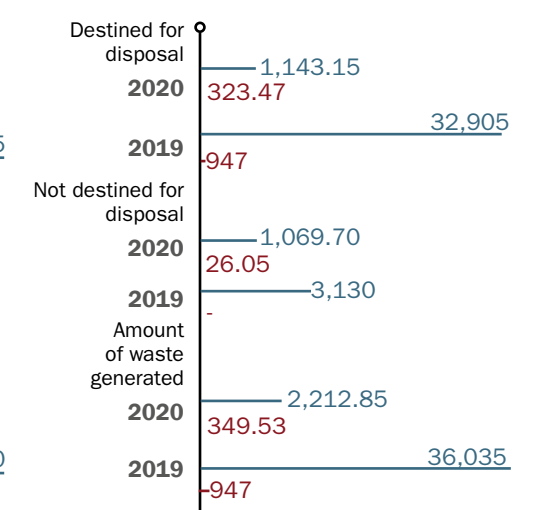 Destined for
disposal
1,143.15
2020
323.47
32,905
2019
947
Not destined for
disposal
1,069.70
2020
26.05
3,130
2019
-
Amount
of waste
generated
2,212.85
2020
349.53
36,035
2019
947